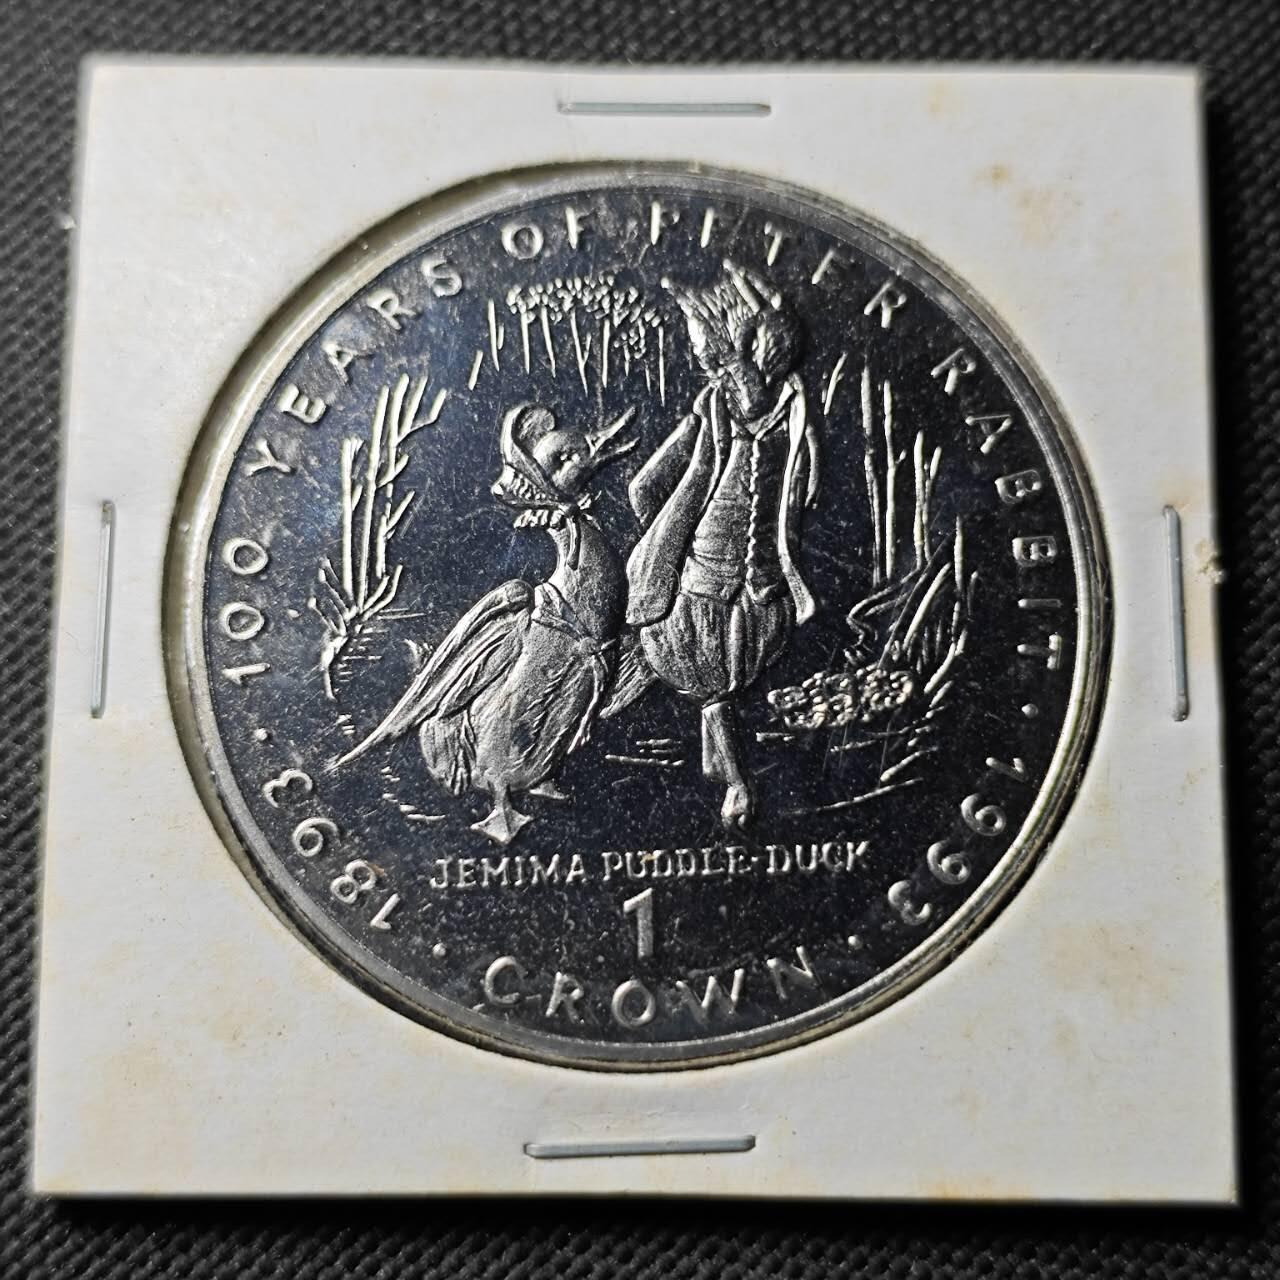 1893 · 100 YEARS OF PETER RABBIT · 1993
JEMIMA PUDDLE-DUCK
1
· CROWN ·